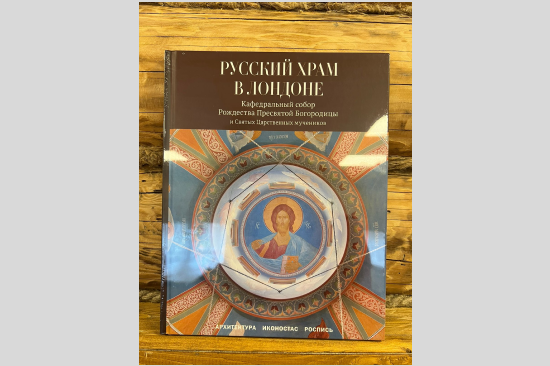 РУССКИЙ ХРАМ
В ЛОНДОНЕ
Кафедральный собор
Рождества Пресвятой Богородицы
и Святых Царственных мучеников
АРХИТЕКТУРА ИКОНОСТАС РОСПИСЬ